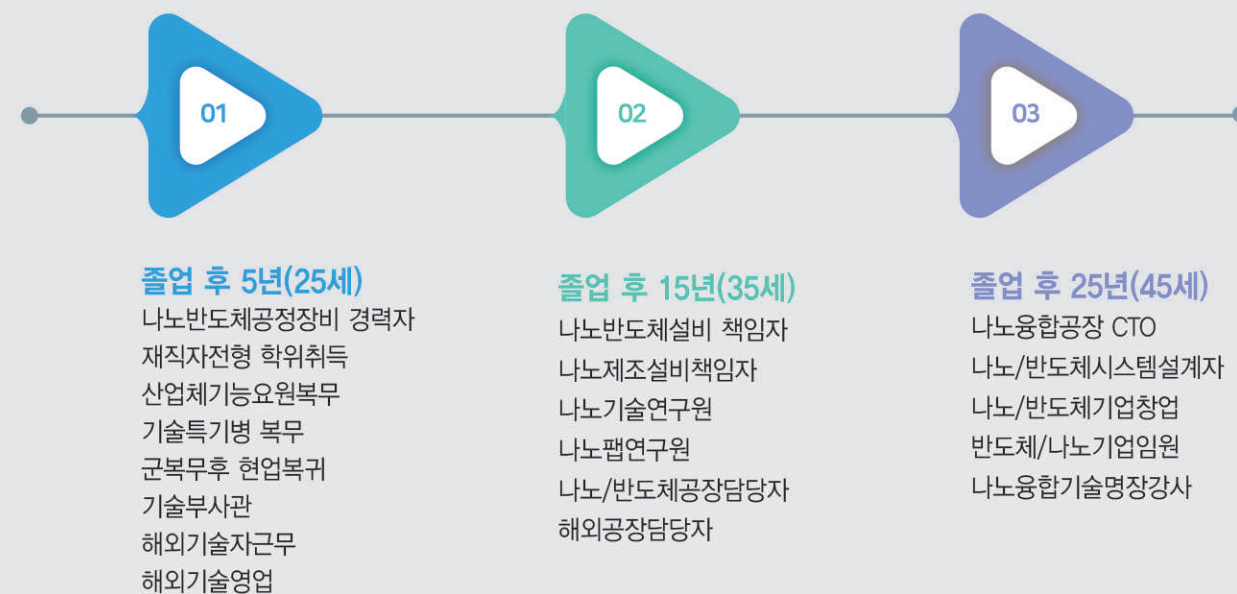 01
02
03
졸업 후 5년(25세)
나노반도체공정장비 경력자
재직자전형 학위취득
산업체기능요원복무
기술특기병 복무
군복무후 현업복귀
기술부사관
해외기술자근무
해외기술영업
졸업 후 15년(35세)
나노반도체설비 책임자
나노제조설비책임자
나노기술연구원
나노팹연구원
나노/반도체공장담당자
해외공장담당자
졸업 후 25년(45세)
나노융합공장 CTO
나노/반도체시스템설계자
나노/반도체기업창업
반도체/나노기업임원
나노융합기술명장강사